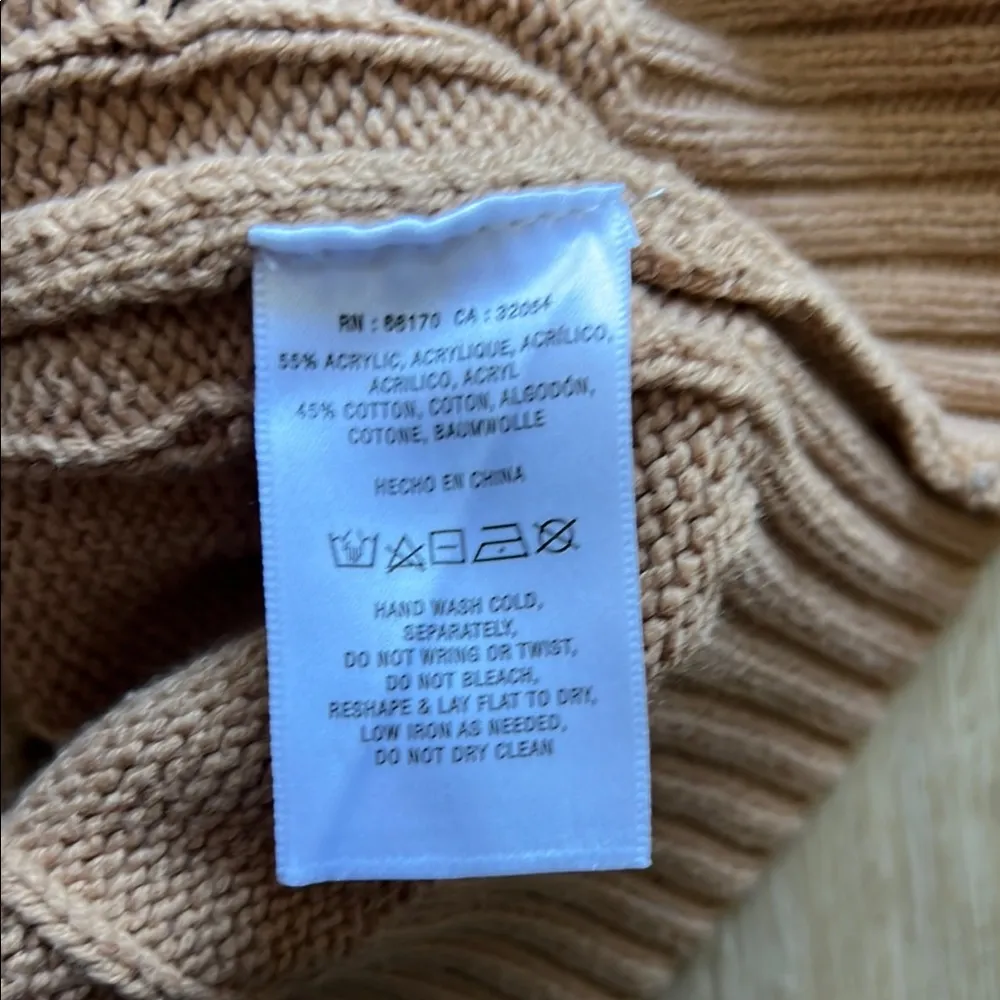 RN : 66170 CA : 32054
55% ACRYLIC, ACRYLIQUE, ACRÍLICO,
ACRILICO, ACRYL
45% COTTON, COTON, ALGODÓN,
COTONE, BAUMWOLLE
HECHO EN CHINA
HAND WASH COLD,
SEPARATELY,
DO NOT WRING OR TWIST,
DO NOT BLEACH,
RESHAPE & LAY FLAT TO DRY,
LOW IRON AS NEEDED,
DO NOT DRY CLEAN